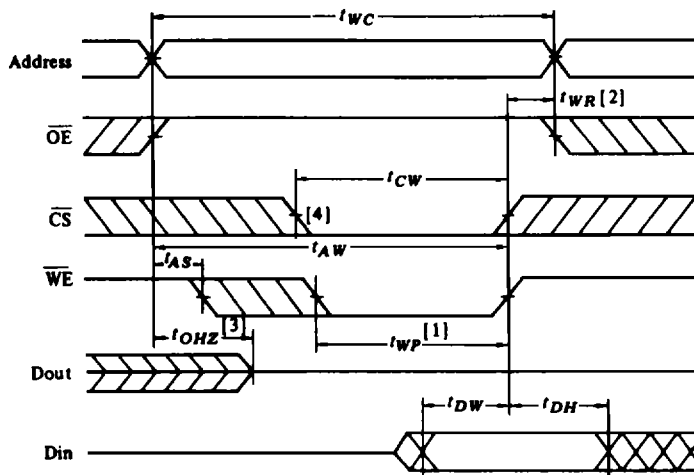 tWC
Address
tWR [2]
OE
tCW
CS
[4]
tAW
tAS
WE
tOHZ [3]
tWP [1]
Dout
tDW
tDH
Din